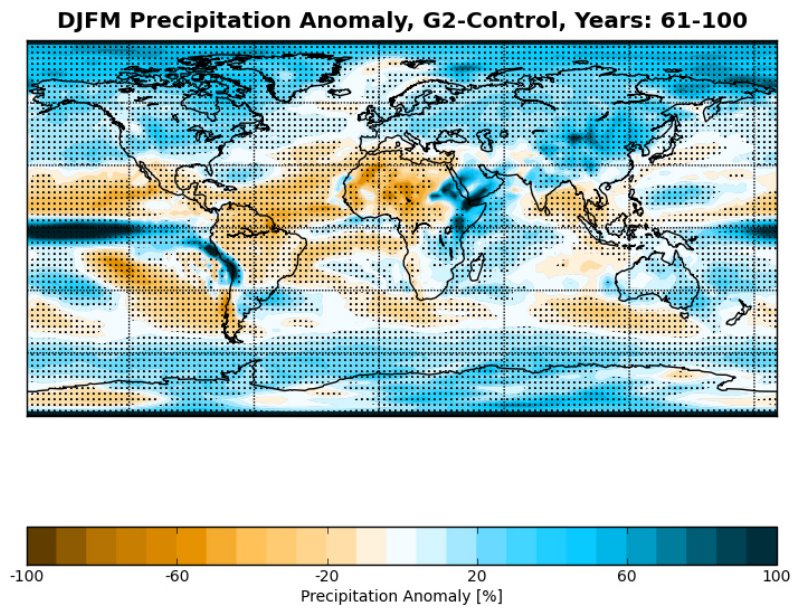 DJFM Precipitation Anomaly, G2-Control, Years: 61-100
-100 -60 -20 20 60 100
Precipitation Anomaly [%]